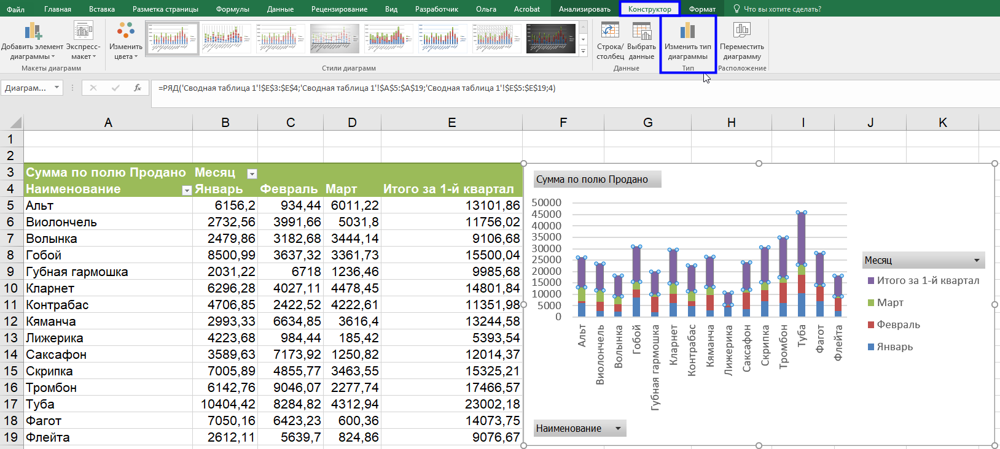 Файл Главная Вставка Разметка страницы Формулы Данные Рецензирование Вид Разработчик Ольга Acrobat Анализировать Конструктор Формат Что вы хотите сделать?
Добавить элемент диаграммы
Экспресс-макет
Изменить цвета
Строка/столбец
Выбрать данные
Изменить тип диаграммы
Переместить диаграмму
Макеты диаграмм Стили диаграмм Данные Тип Расположение
Диаграм... fx =РЯД('Сводная таблица 1'!$E$3:$E$4;'Сводная таблица 1'!$A$5:$A$19;'Сводная таблица 1'!$E$5:$E$19;4)
A B C D E F G H I J K
1
2
3 Сумма по полю Продано Месяц
4 Наименование Январь Февраль Март Итого за 1-й квартал
5 Альт 6156,2 934,44 6011,22 13101,86
6 Виолончель 2732,56 3991,66 5031,8 11756,02
7 Волынка 2479,86 3182,68 3444,14 9106,68
8 Гобой 8500,99 3637,32 3361,73 15500,04
9 Губная гармошка 2031,22 6718 1236,46 9985,68
10 Кларнет 6296,28 4027,11 4478,45 14801,84
11 Контрабас 4706,85 2422,52 4222,61 11351,98
12 Кяманча 2993,33 6634,85 3616,4 13244,58
13 Лижерика 4223,68 984,44 185,42 5393,54
14 Саксафон 3589,63 7173,92 1250,82 12014,37
15 Скрипка 7005,89 4855,77 3463,55 15325,21
16 Тромбон 6142,76 9046,07 2277,74 17466,57
17 Туба 10404,42 8284,82 4312,94 23002,18
18 Фагот 7050,16 6423,23 600,36 14073,75
19 Флейта 2612,11 5639,7 824,86 9076,67
Сумма по полю Продано
50000
45000
40000
35000
30000
25000
20000
15000
10000
5000
0
Альт
Виолончель
Волынка
Гобой
Губная гармошка
Кларнет
Контрабас
Кяманча
Лижерика
Саксафон
Скрипка
Тромбон
Туба
Фагот
Флейта
Месяц
Итого за 1-й квартал
Март
Февраль
Январь
Наименование